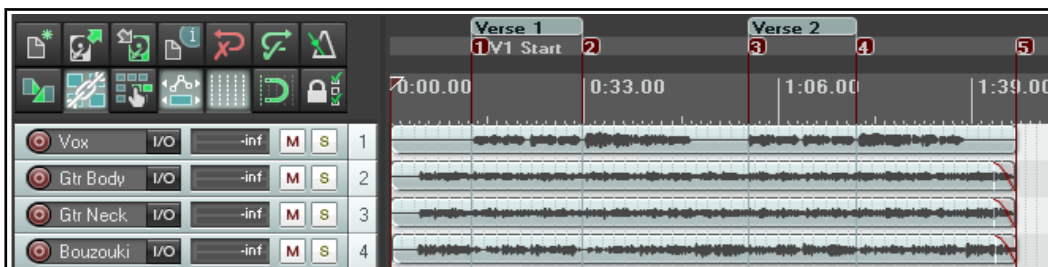 Verse 1 Verse 2
1 V1 Start 2 3 4 5
0:00.00 0:33.00 1:06.00 1:39.00
Vox I/O -inf M S 1
Gtr Body I/O -inf M S 2
Gtr Neck I/O -inf M S 3
Bouzouki I/O -inf M S 4